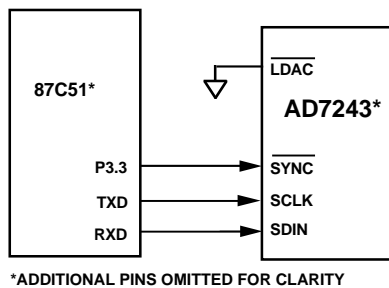 87C51*
P3.3
TXD
RXD
LDAC
AD7243*
SYNC
SCLK
SDIN
*ADDITIONAL PINS OMITTED FOR CLARITY